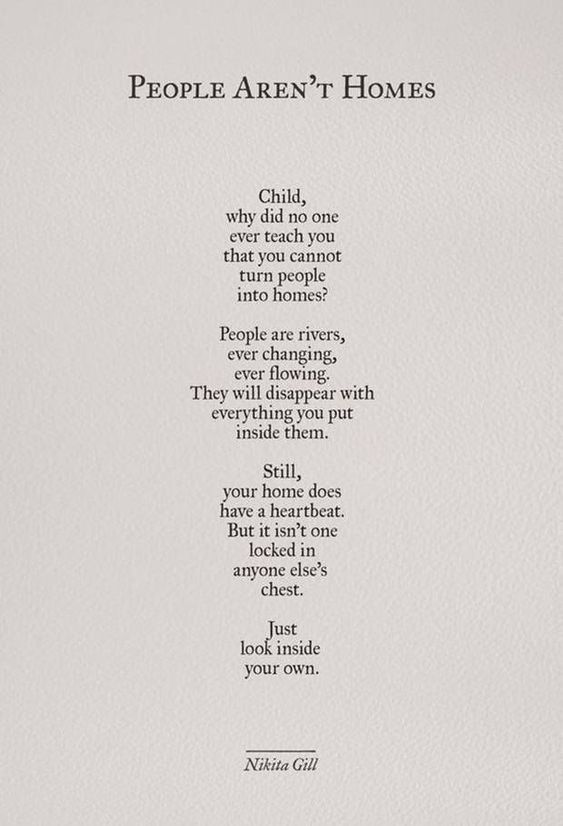 People Aren't Homes
Child,
why did no one
ever teach you
that you cannot
turn people
into homes?
People are rivers,
ever changing,
ever flowing.
They will disappear with
everything you put
inside them.
Still,
your home does
have a heartbeat.
But it isn't one
locked in
anyone else's
chest.
Just
look inside
your own.
Nikita Gill